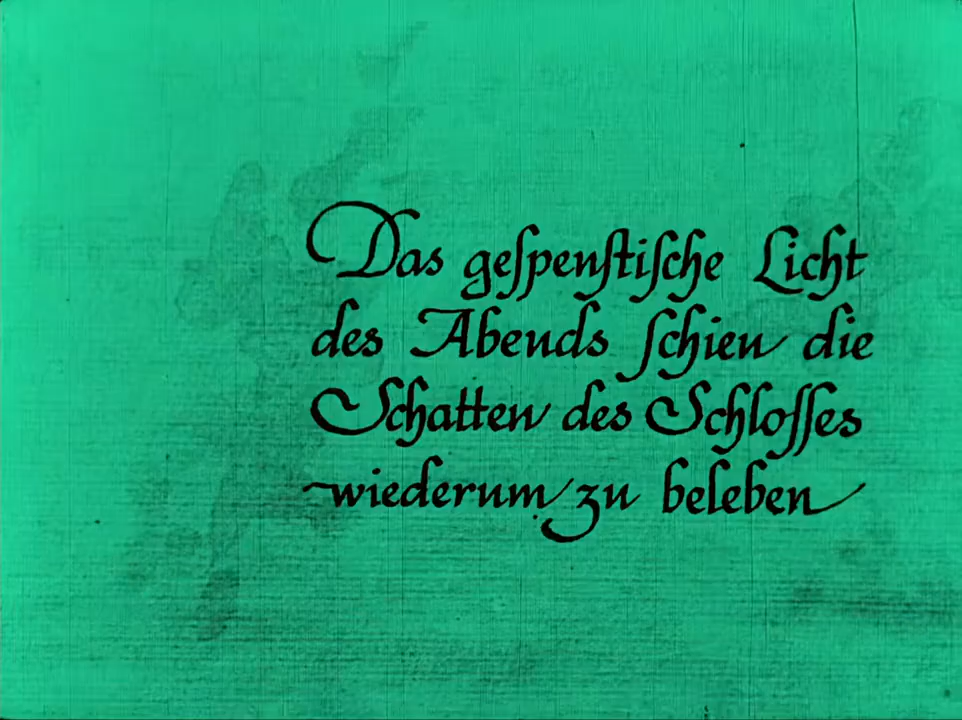 Das geſpenſtiſche Licht
des Abends ſchien die
Schatten des Schloſſes
wiederum zu beleben